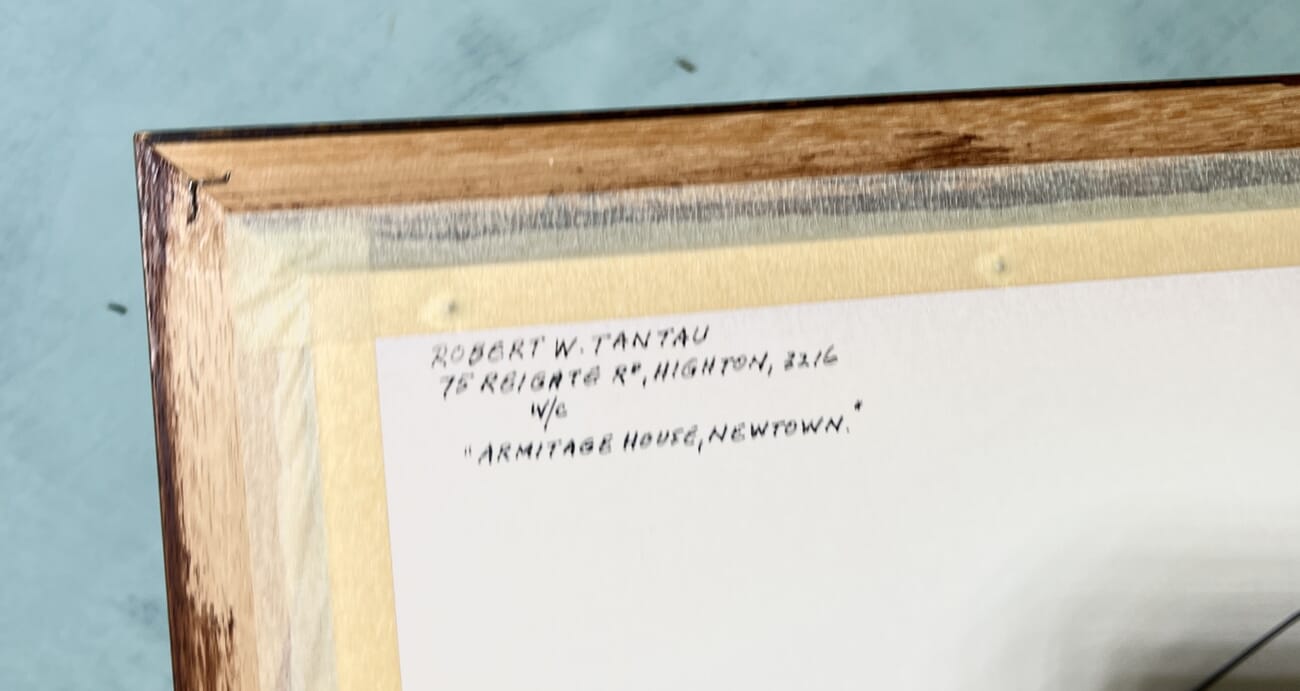 ROBERT W. TANTAU
75 REIGATE Rᴰ, HIGHTON, 3216
W/C
"ARMITAGE HOUSE, NEWTOWN."